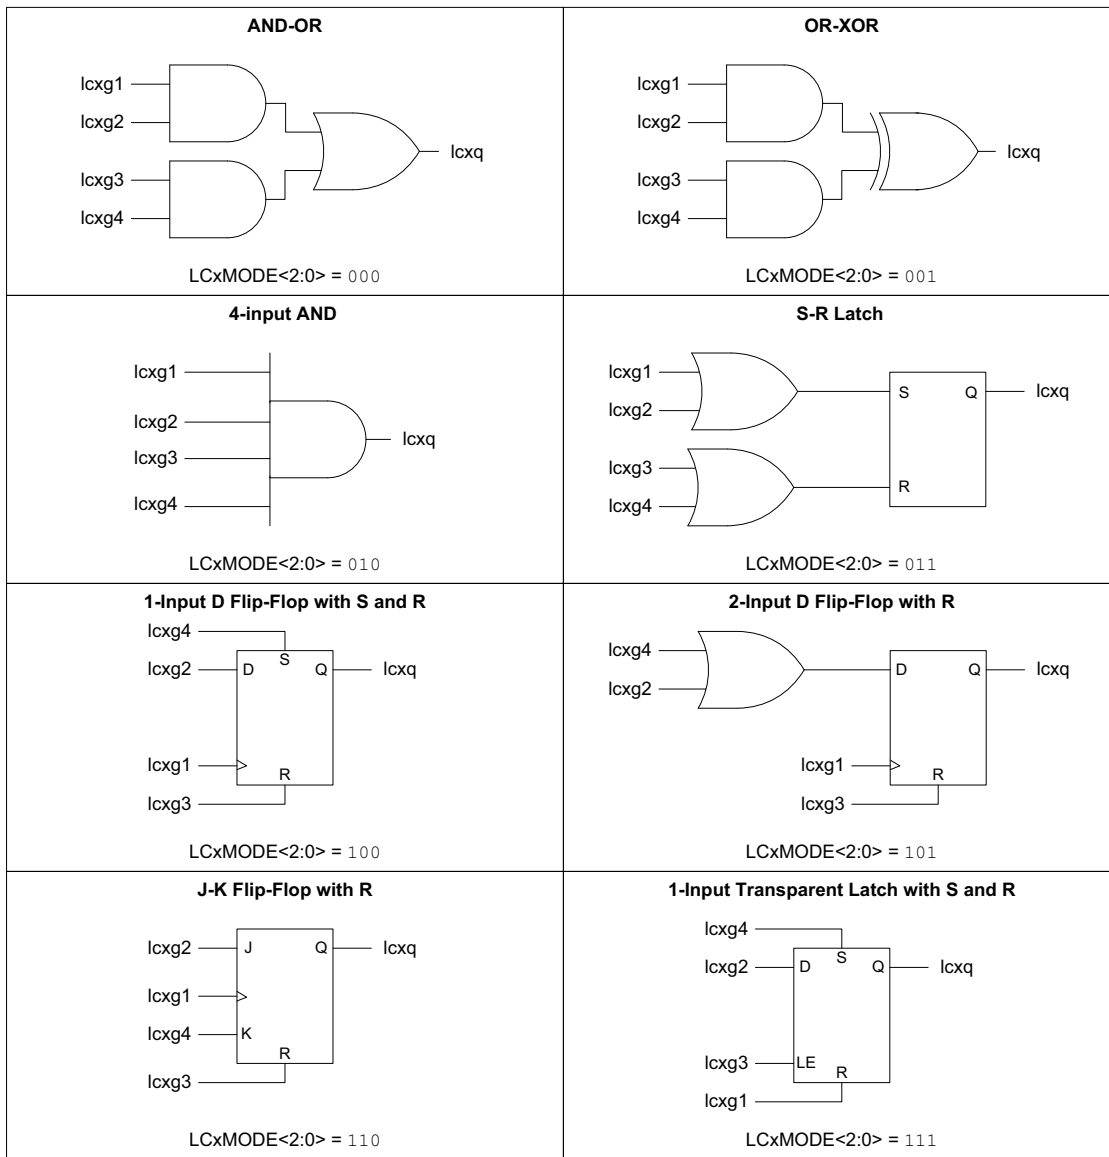 AND-OR
lcxg1
lcxg2
lcxg3
lcxg4
lcxq
LCxMODE<2:0> = 000
OR-XOR
lcxg1
lcxg2
lcxg3
lcxg4
lcxq
LCxMODE<2:0> = 001
4-input AND
lcxg1
lcxg2
lcxg3
lcxg4
lcxq
LCxMODE<2:0> = 010
S-R Latch
lcxg1
lcxg2
lcxg3
lcxg4
S
Q
lcxq
R
LCxMODE<2:0> = 011
1-Input D Flip-Flop with S and R
lcxg4
S
lcxg2
D
Q
lcxq
lcxg1
R
lcxg3
LCxMODE<2:0> = 100
2-Input D Flip-Flop with R
lcxg4
lcxg2
D
Q
lcxq
lcxg1
R
lcxg3
LCxMODE<2:0> = 101
J-K Flip-Flop with R
lcxg2
J
Q
lcxq
lcxg1
lcxg4
K
R
lcxg3
LCxMODE<2:0> = 110
1-Input Transparent Latch with S and R
lcxg4
S
lcxg2
D
Q
lcxq
lcxg3
LE
R
lcxg1
LCxMODE<2:0> = 111